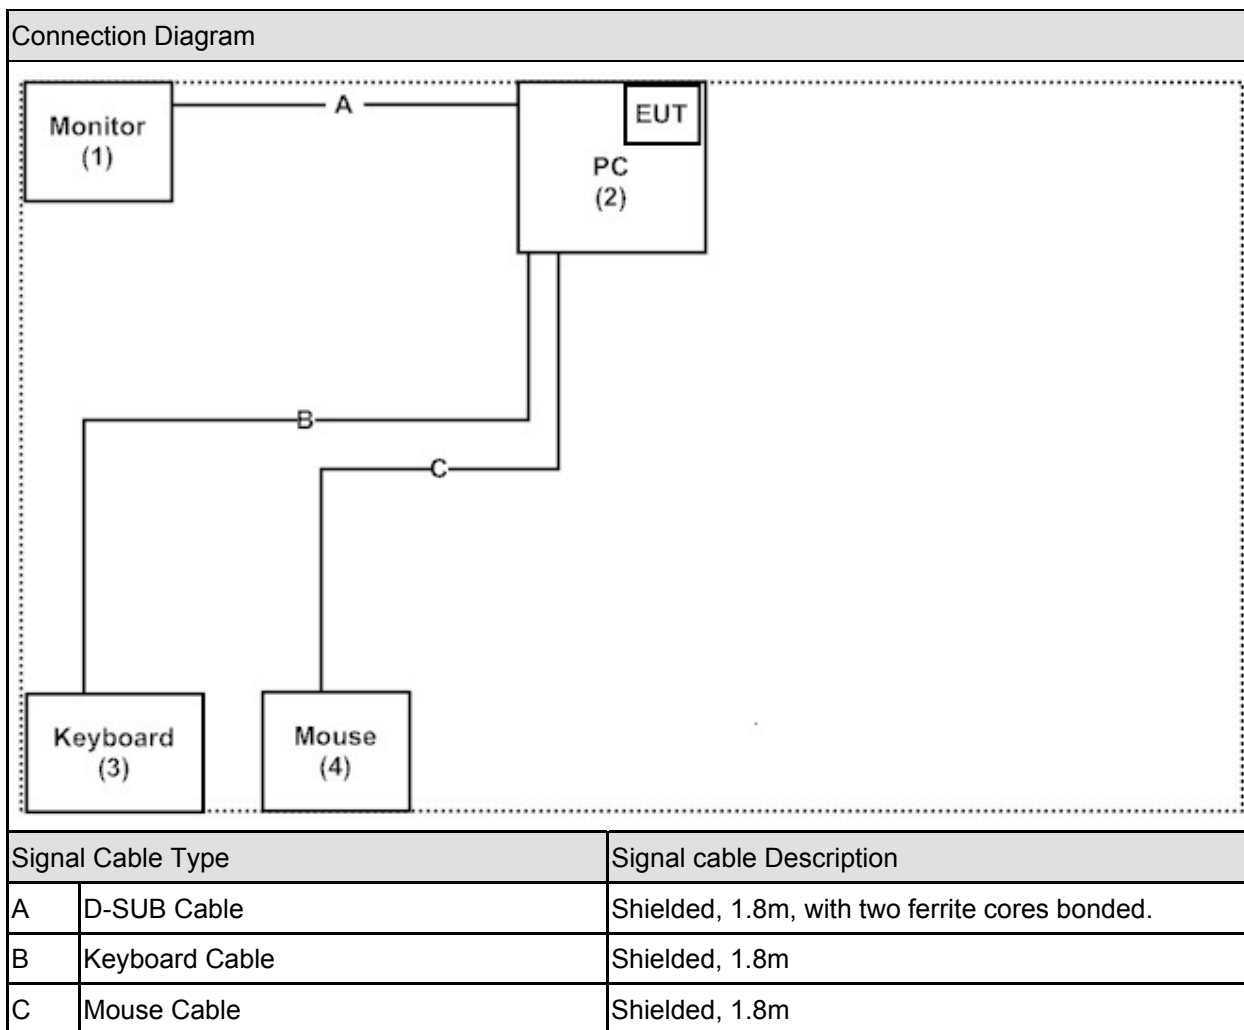 Connection Diagram
Monitor
(1)
A
EUT
PC
(2)
B
C
Keyboard
(3)
Mouse
(4)
Signal Cable Type Signal cable Description
A D-SUB Cable Shielded, 1.8m, with two ferrite cores bonded.
B Keyboard Cable Shielded, 1.8m
C Mouse Cable Shielded, 1.8m